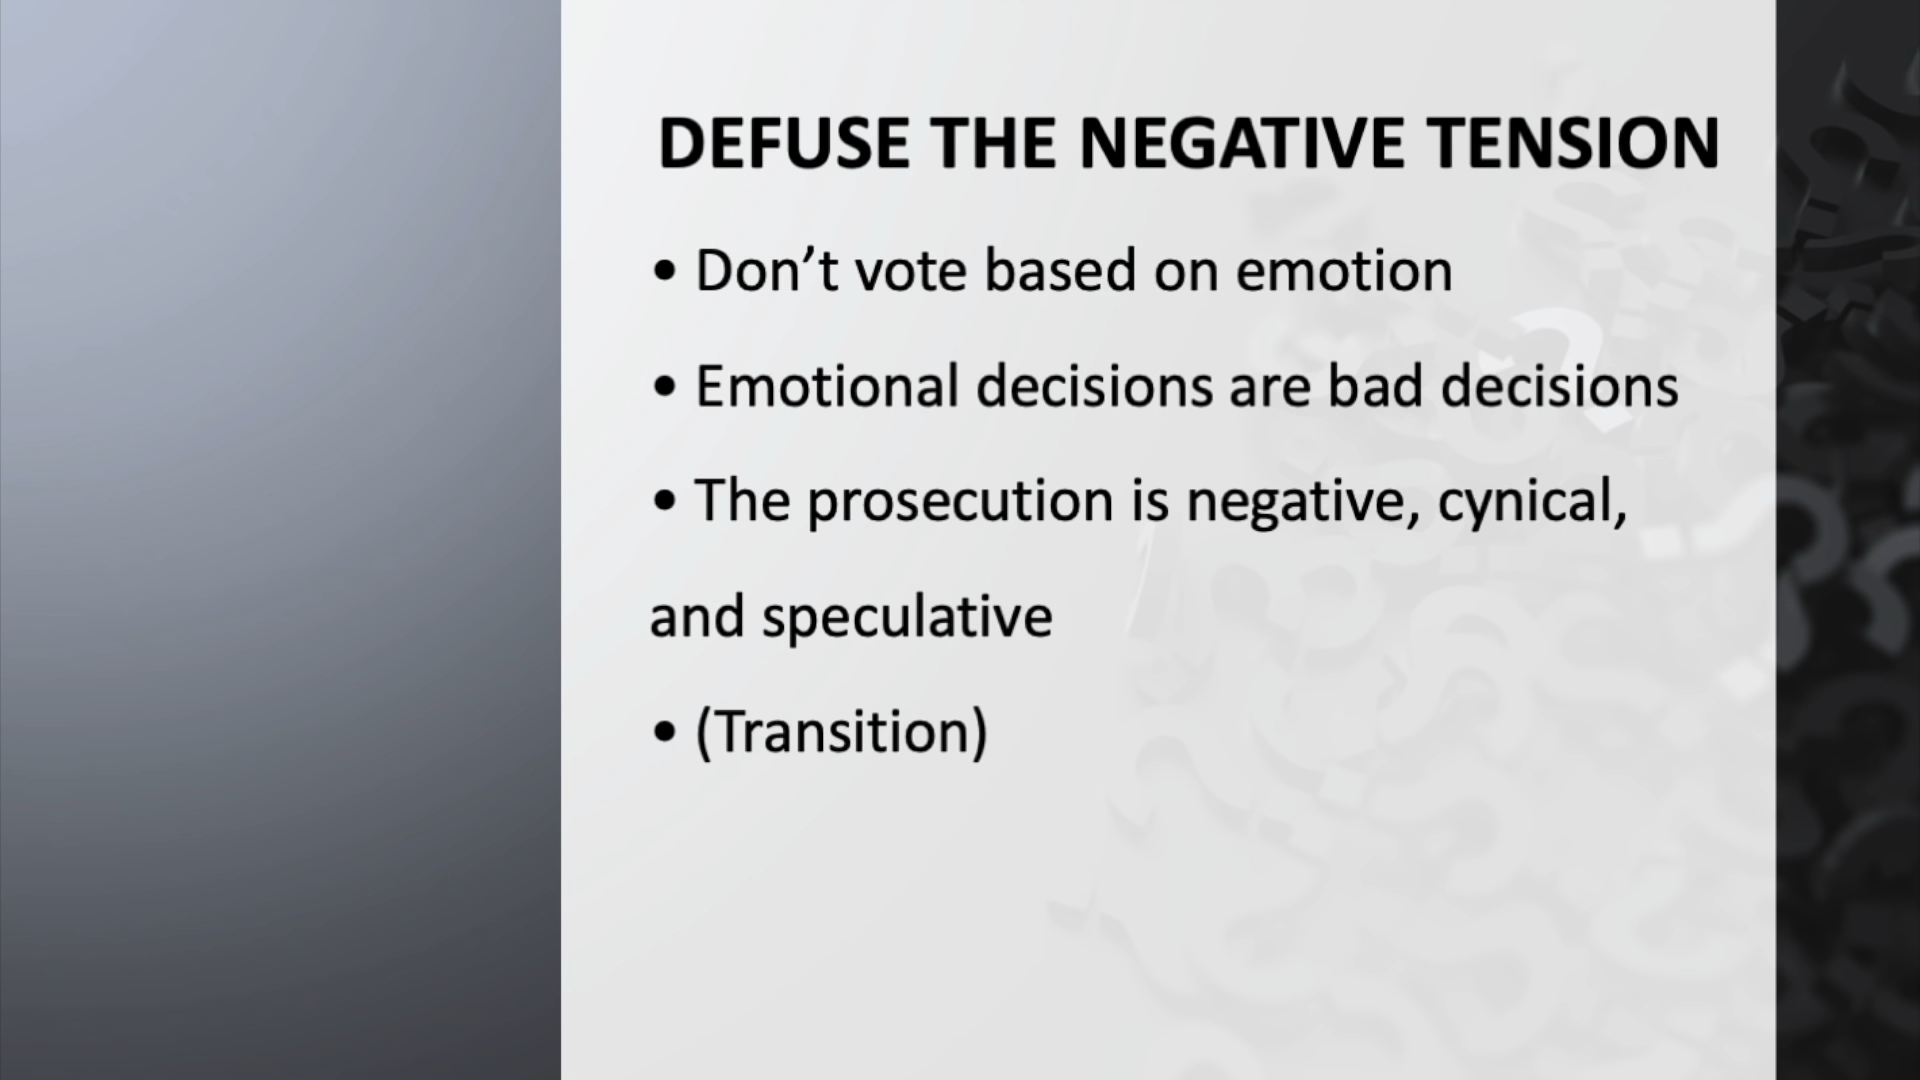 DEFUSE THE NEGATIVE TENSION
• Don’t vote based on emotion
• Emotional decisions are bad decisions
• The prosecution is negative, cynical,
and speculative
• (Transition)